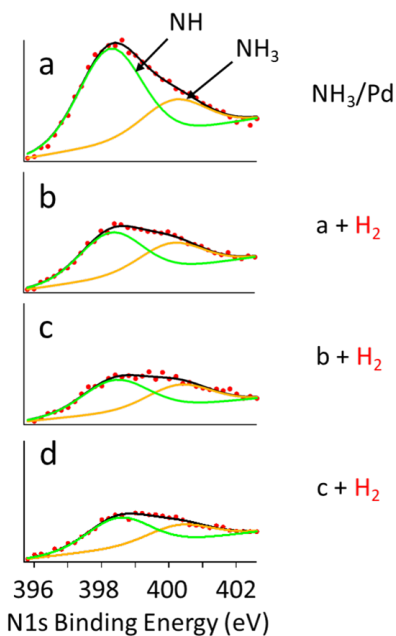 NH
NH₃
a
NH₃/Pd
b
a + H₂
c
b + H₂
d
c + H₂
396 398 400 402
N1s Binding Energy (eV)